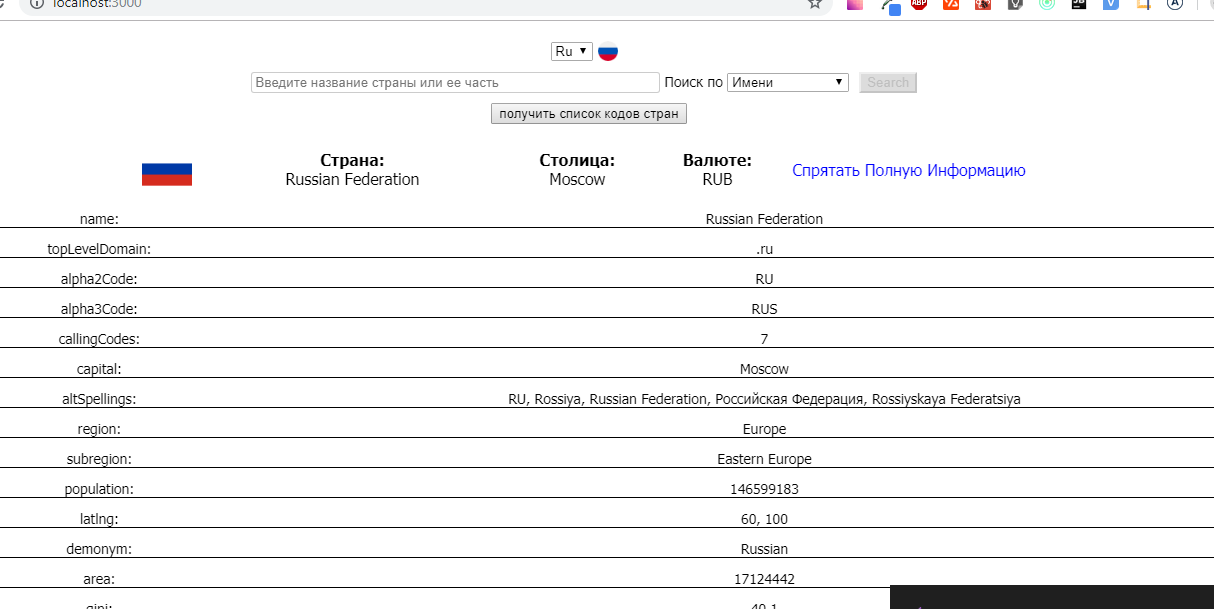 localhost:3000
Ru
Введите название страны или ее часть Поиск по Имени Search
получить список кодов стран
Страна: Столица: Валюте: Спрятать Полную Информацию
Russian Federation Moscow RUB
name: Russian Federation
topLevelDomain: .ru
alpha2Code: RU
alpha3Code: RUS
callingCodes: 7
capital: Moscow
altSpellings: RU, Rossiya, Russian Federation, Российская Федерация, Rossiyskaya Federatsiya
region: Europe
subregion: Eastern Europe
population: 146599183
latlng: 60, 100
demonym: Russian
area: 17124442
gini: 40.1